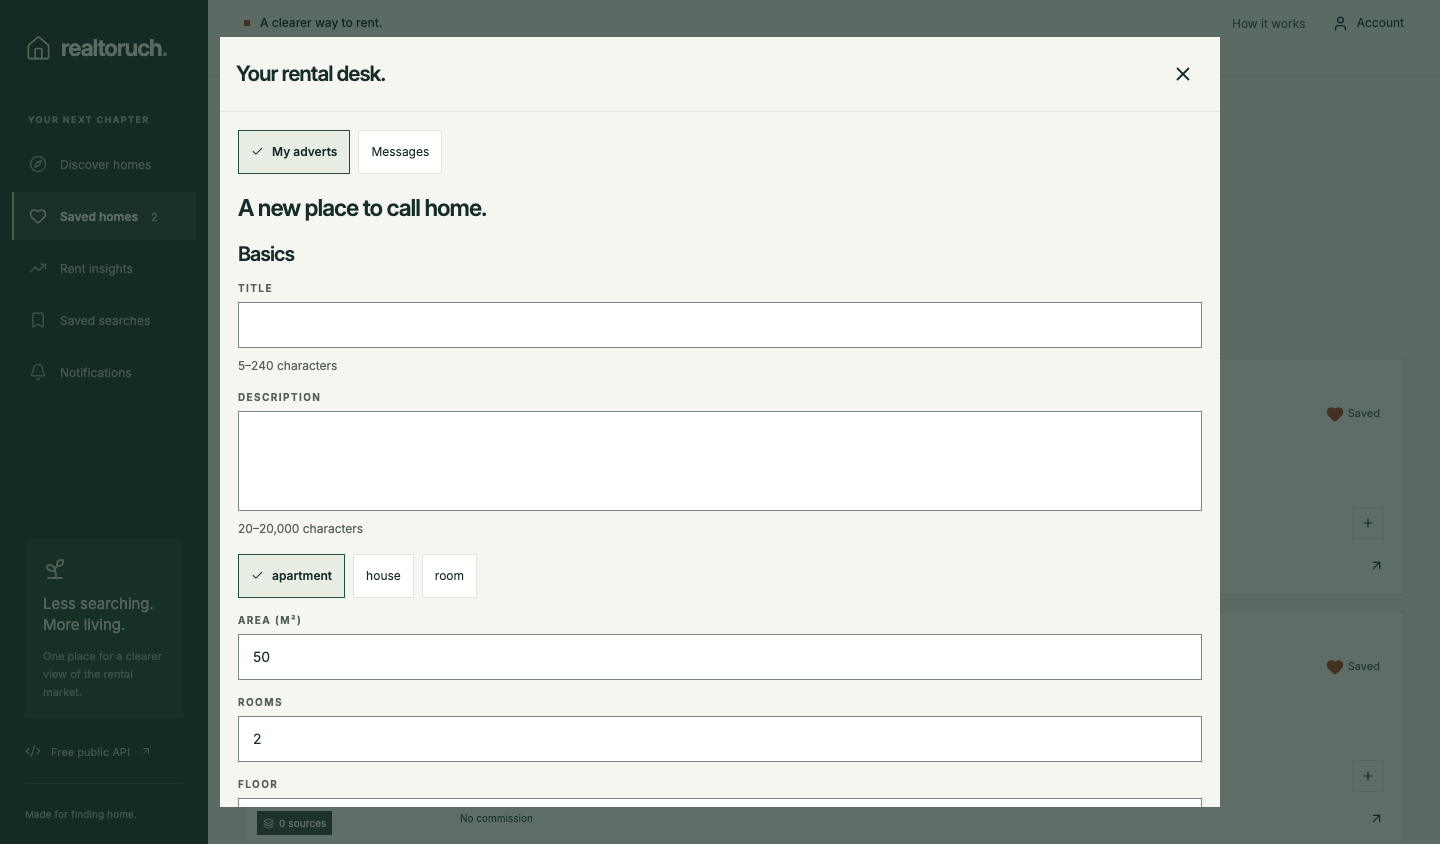 realtoruch.
YOUR NEXT CHAPTER
Discover homes
Saved homes 2
Rent insights
Saved searches
Notifications
Less searching.
More living.
One place for a clearer
view of the rental
market.
Free public API
Made for finding home.
A clearer way to rent.
How it works
Account
Your rental desk.
My adverts
Messages
A new place to call home.
Basics
TITLE
5–240 characters
DESCRIPTION
20–20,000 characters
apartment
house
room
AREA (M²)
50
ROOMS
2
FLOOR
Saved
Saved
0 sources
No commission